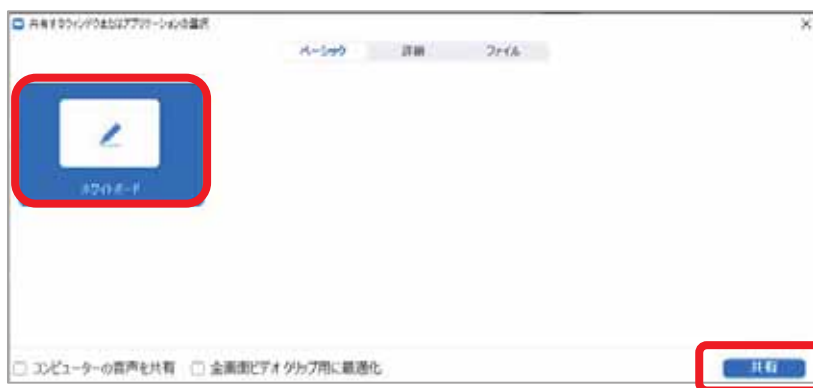 共有するウィンドウまたはアプリケーションの選択
ベーシック 詳細 ファイル
ホワイトボード
コンピューターの音声を共有 全画面ビデオ クリップ用に最適化
共有